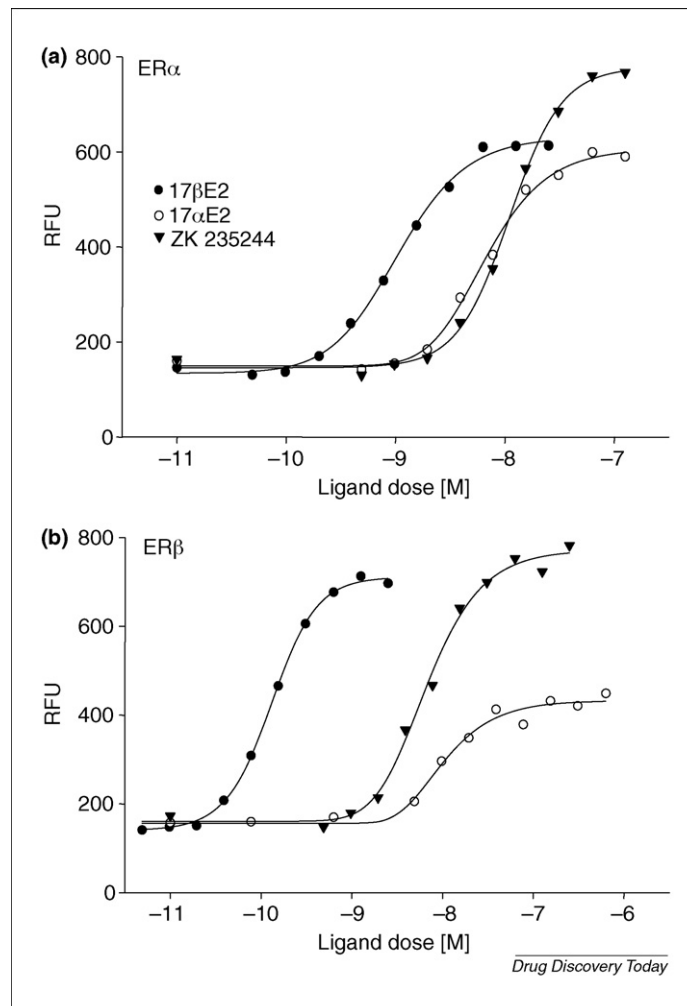 (a) ERα
800
600
400
200
0
RFU
17βE2
17αE2
ZK 235244
–11 –10 –9 –8 –7
Ligand dose [M]
(b) ERβ
800
600
400
200
0
RFU
–11 –10 –9 –8 –7 –6
Ligand dose [M]
Drug Discovery Today